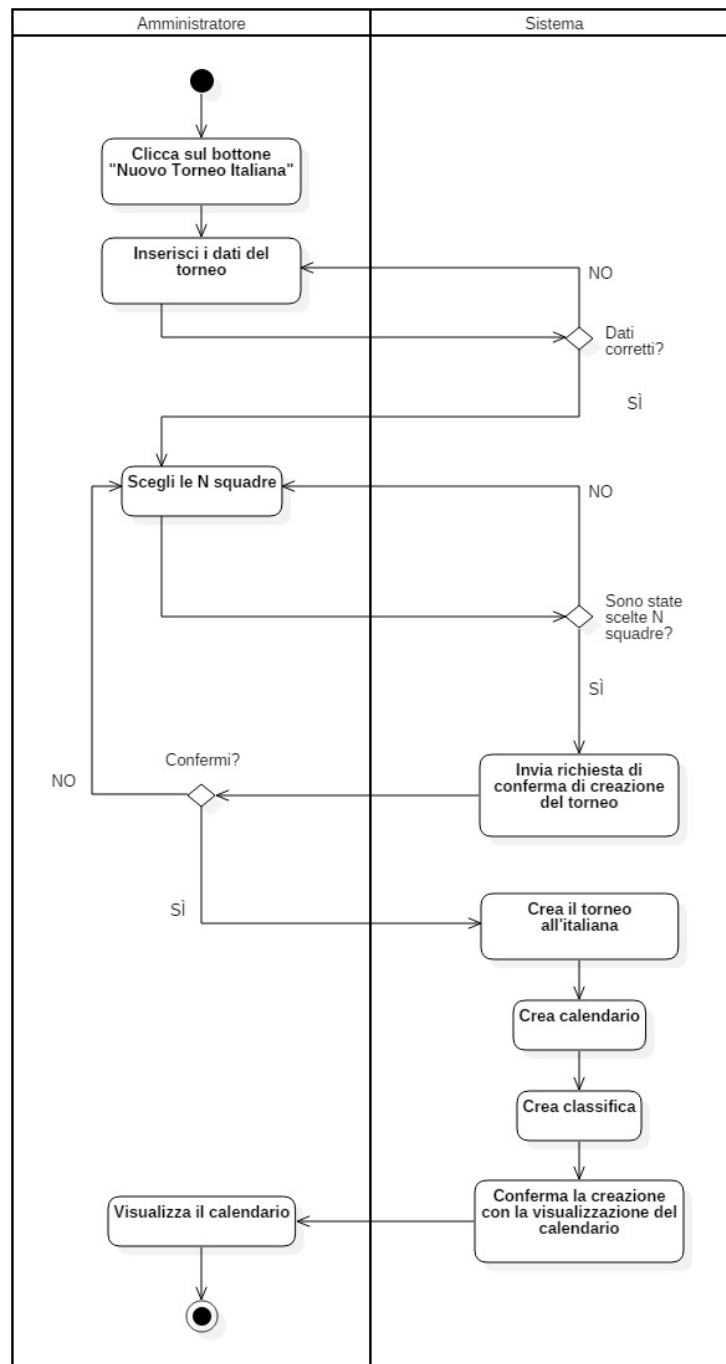 Amministratore
Sistema
Clicca sul bottone
"Nuovo Torneo Italiana"
Inserisci i dati del
torneo
NO
Dati
corretti?
SÌ
Scegli le N squadre
NO
Sono state
scelte N
squadre?
SÌ
Invia richiesta di
conferma di creazione
del torneo
Confermi?
NO
SÌ
Crea il torneo
all'italiana
Crea calendario
Crea classifica
Conferma la creazione
con la visualizzazione del
calendario
Visualizza il calendario